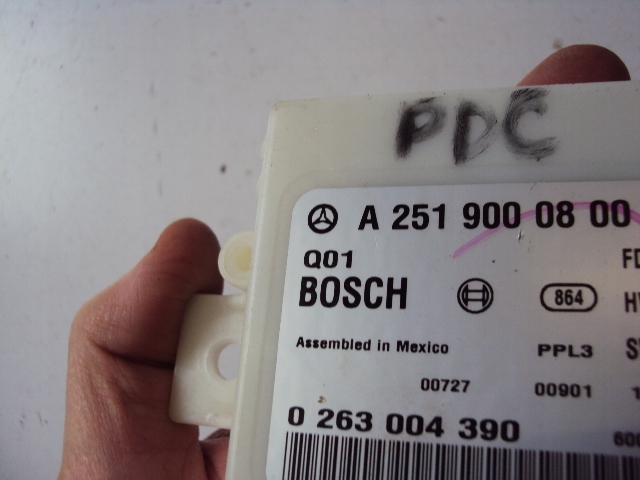 PDC
A 251 900 08 00
Q01
BOSCH 864
Assembled in Mexico PPL3
00727 00901
0 263 004 390